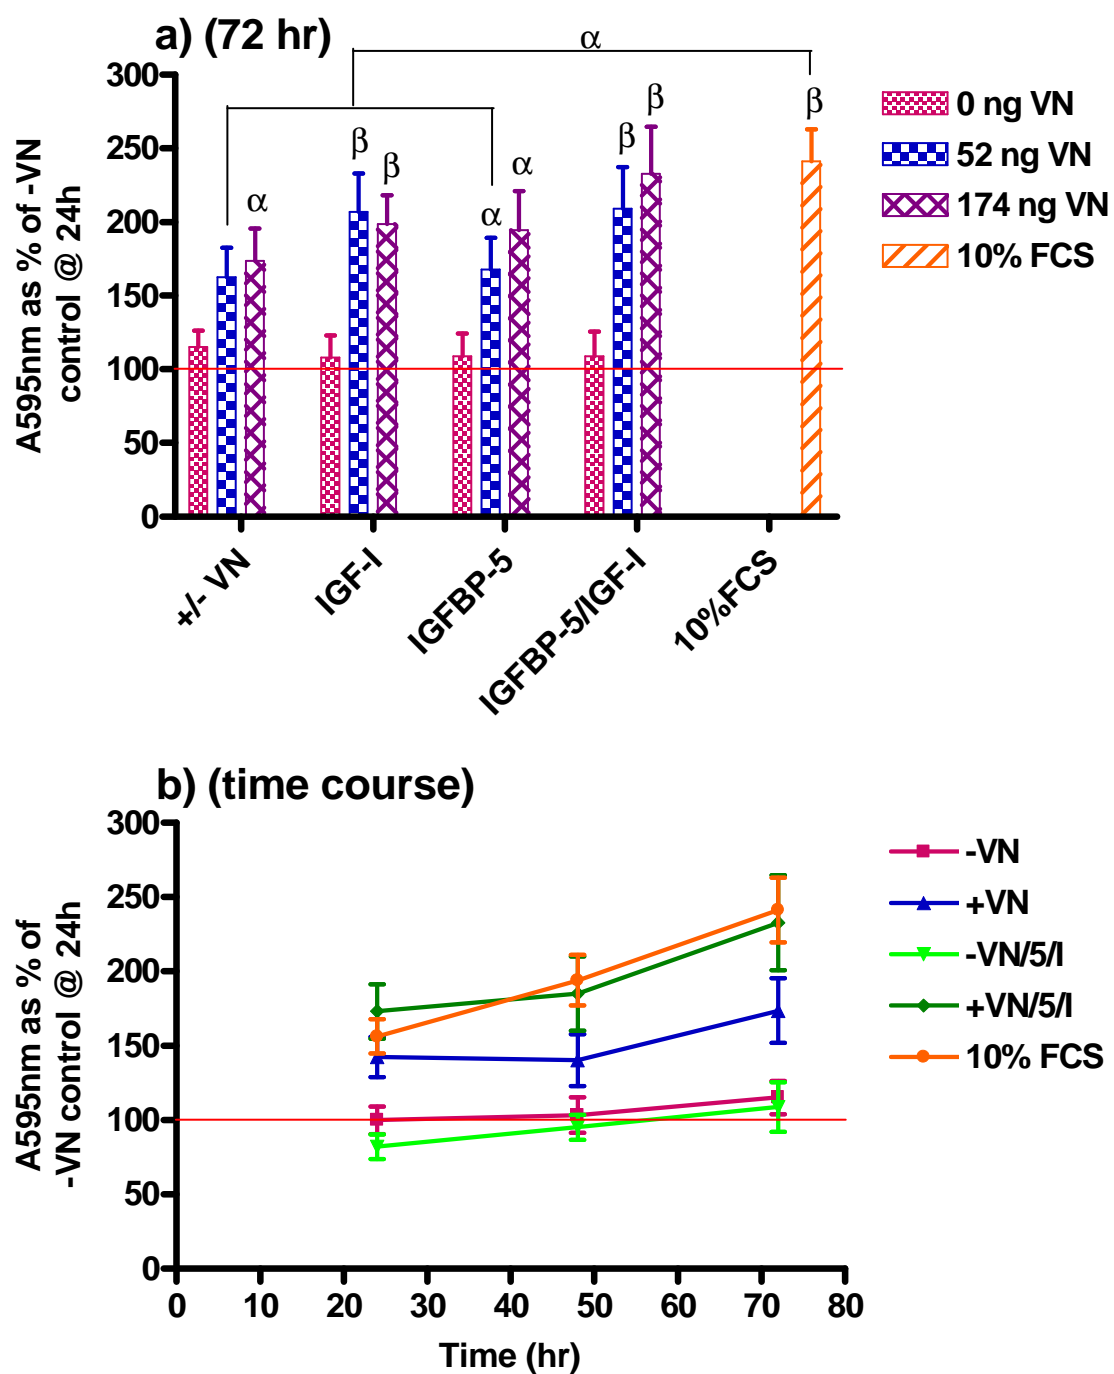 a) (72 hr)
α
300
250
200
150
100
50
0
A595nm as % of -VN
control @ 24h
α
β
β
α
α
β
β
β
0 ng VN
52 ng VN
174 ng VN
10% FCS
+/- VN
IGF-I
IGFBP-5
IGFBP-5/IGF-I
10%FCS
b) (time course)
300
250
200
150
100
50
0
A595nm as % of
-VN control @ 24h
0 10 20 30 40 50 60 70 80
Time (hr)
-VN
+VN
-VN/5/I
+VN/5/I
10% FCS